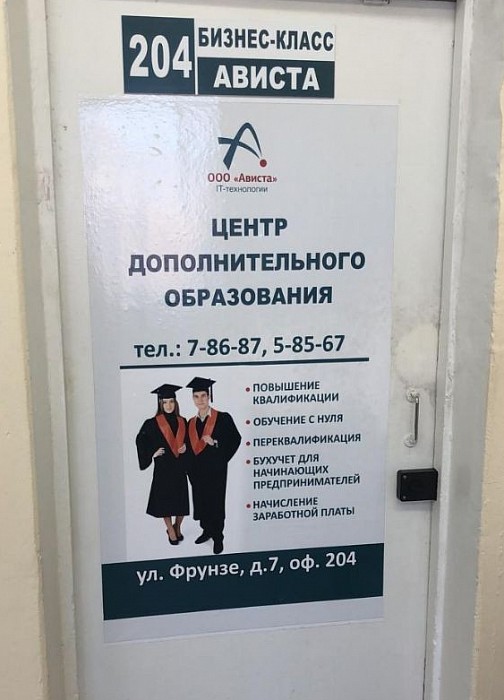 204
БИЗНЕС-КЛАСС
АВИСТА
ООО «Ависта»
IT-технологии
ЦЕНТР
ДОПОЛНИТЕЛЬНОГО
ОБРАЗОВАНИЯ
тел.: 7-86-87, 5-85-67
• ПОВЫШЕНИЕ
КВАЛИФИКАЦИИ
• ОБУЧЕНИЕ С НУЛЯ
• ПЕРЕКВАЛИФИКАЦИЯ
• БУХУЧЕТ ДЛЯ
НАЧИНАЮЩИХ
ПРЕДПРИНИМАТЕЛЕЙ
• НАЧИСЛЕНИЕ
ЗАРАБОТНОЙ ПЛАТЫ
ул. Фрунзе, д.7, оф. 204